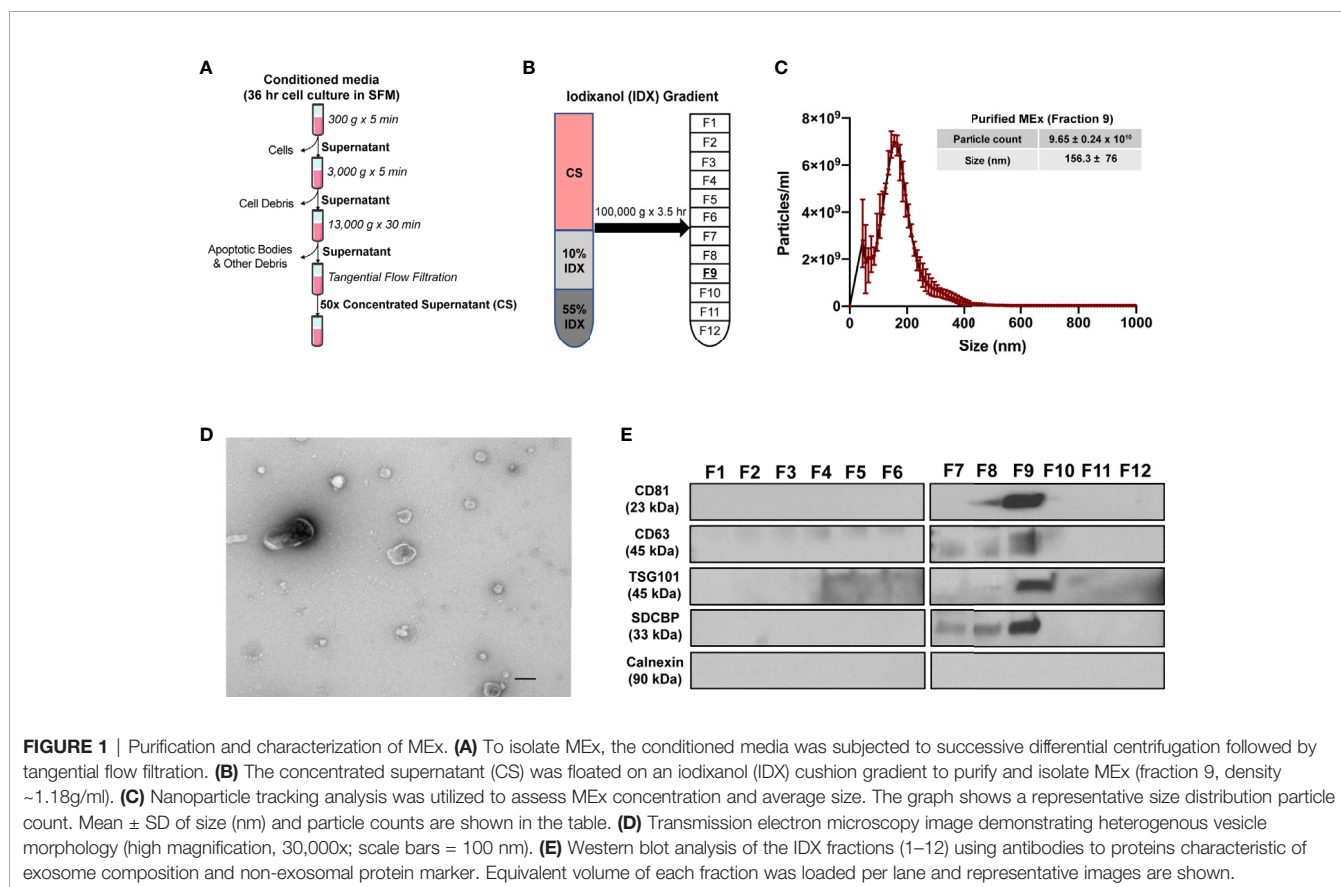 A
Conditioned media
(36 hr cell culture in SFM)
300 g x 5 min
Cells
Supernatant
3,000 g x 5 min
Cell Debris
Supernatant
13,000 g x 30 min
Apoptotic Bodies
& Other Debris
Supernatant
Tangential Flow Filtration
50x Concentrated Supernatant (CS)
B
Iodixanol (IDX) Gradient
CS
10%
IDX
55%
IDX
100,000 g x 3.5 hr
F1
F2
F3
F4
F5
F6
F7
F8
F9
F10
F11
F12
C
8×10⁹
6×10⁹
4×10⁹
2×10⁹
0
Particles/ml
0 200 400 600 800 1000
Size (nm)
Purified MEx (Fraction 9)
Particle count 9.65 ± 0.24 x 10¹⁰
Size (nm) 156.3 ± 76
D
E
F1 F2 F3 F4 F5 F6 F7 F8 F9 F10 F11 F12
CD81
(23 kDa)
CD63
(45 kDa)
TSG101
(45 kDa)
SDCBP
(33 kDa)
Calnexin
(90 kDa)
FIGURE 1 | Purification and characterization of MEx. (A) To isolate MEx, the conditioned media was subjected to successive differential centrifugation followed by
tangential flow filtration. (B) The concentrated supernatant (CS) was floated on an iodixanol (IDX) cushion gradient to purify and isolate MEx (fraction 9, density
~1.18g/ml). (C) Nanoparticle tracking analysis was utilized to assess MEx concentration and average size. The graph shows a representative size distribution particle
count. Mean ± SD of size (nm) and particle counts are shown in the table. (D) Transmission electron microscopy image demonstrating heterogenous vesicle
morphology (high magnification, 30,000x; scale bars = 100 nm). (E) Western blot analysis of the IDX fractions (1–12) using antibodies to proteins characteristic of
exosome composition and non-exosomal protein marker. Equivalent volume of each fraction was loaded per lane and representative images are shown.